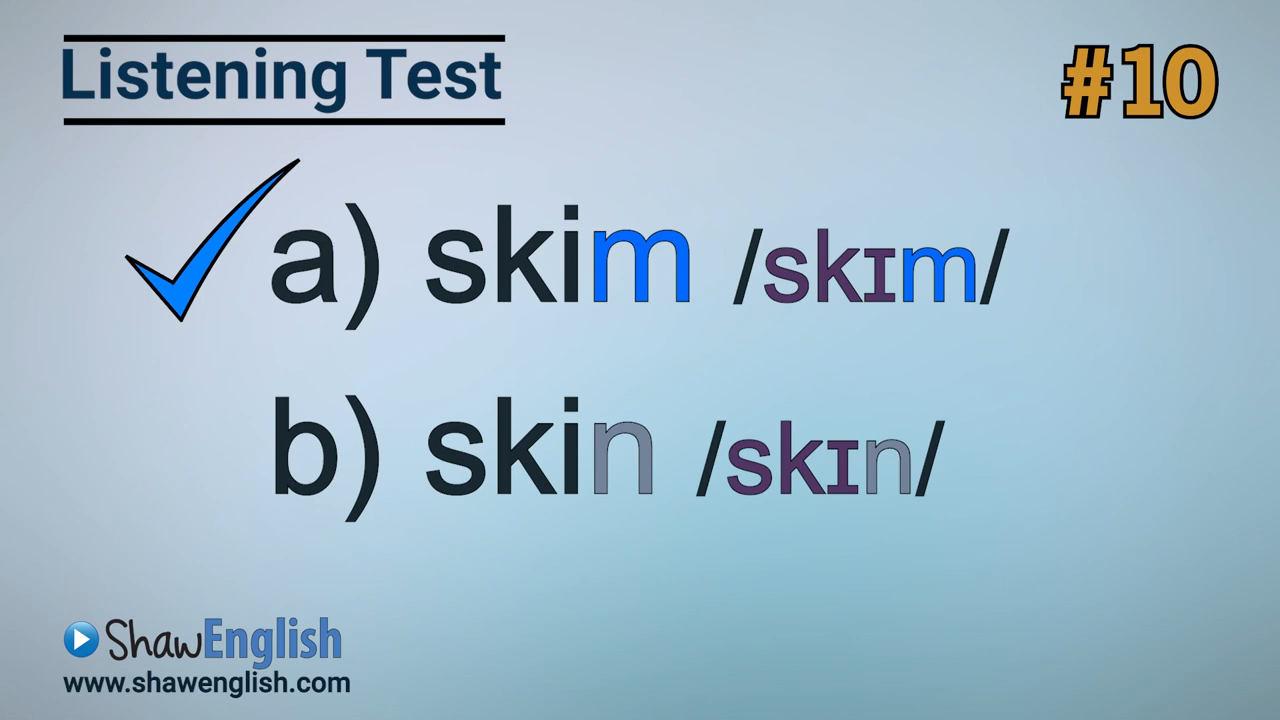 Listening Test
#10
a) skim /skɪm/
b) skin /skɪn/
ShawEnglish
www.shawenglish.com